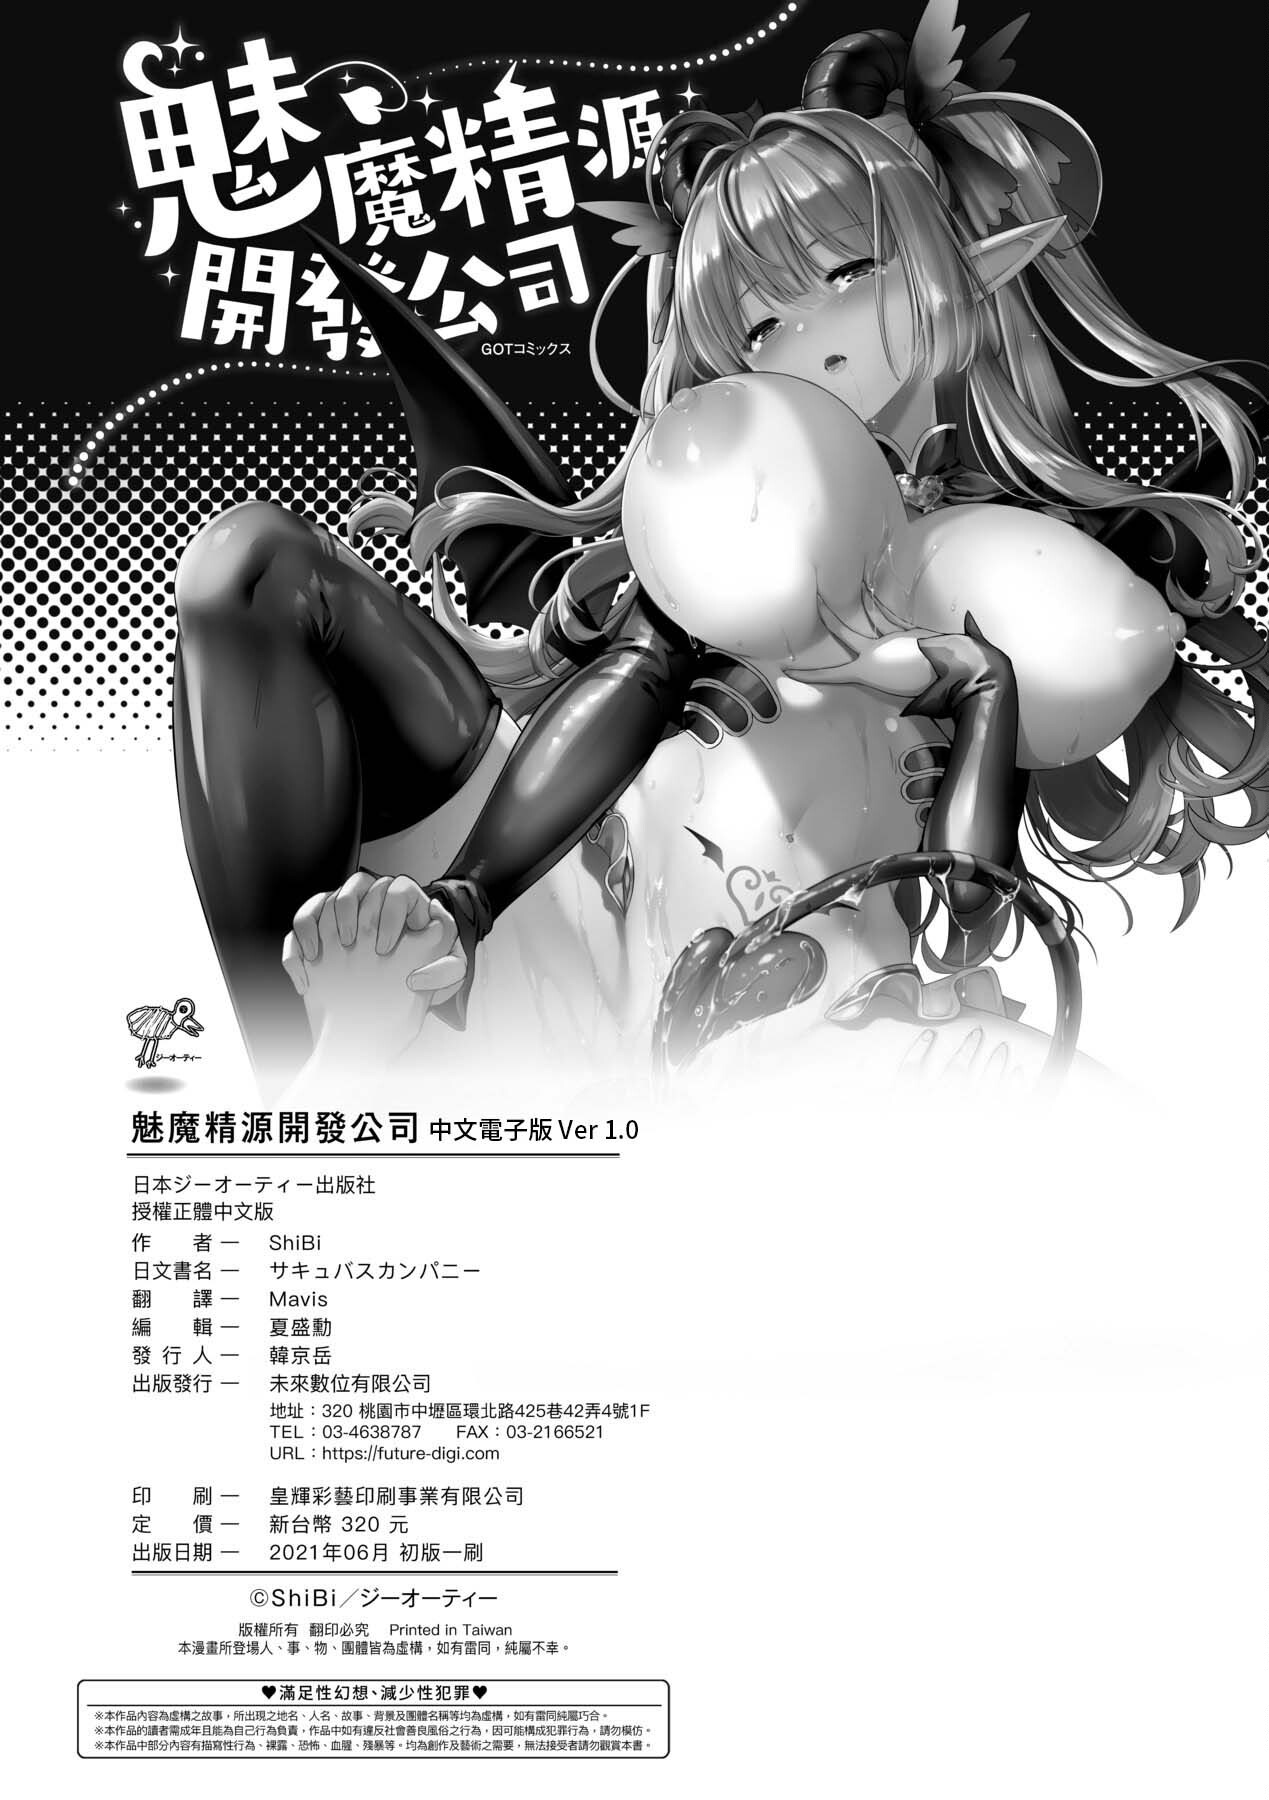 魅魔精源
開發公司
GOTコミックス
ジーオーティー
魅魔精源開發公司 中文電子版 Ver 1.0
日本ジーオーティー出版社
授權正體中文版
作 者 — ShiBi
日文書名 — サキュバスカンパニー
翻 譯 — Mavis
編 輯 — 夏盛勳
發 行 人 — 韓京岳
出版發行 — 未來數位有限公司
地址：320 桃園市中壢區環北路425巷42弄4號1F
TEL：03-4638787 FAX：03-2166521
URL：https://future-digi.com
印 刷 — 皇輝彩藝印刷事業有限公司
定 價 — 新台幣 320 元
出版日期 — 2021年06月 初版一刷
©ShiBi／ジーオーティー
版權所有 翻印必究 Printed in Taiwan
本漫畫所登場人、事、物、團體皆為虛構，如有雷同，純屬不幸。
♥滿足性幻想、減少性犯罪♥
※本作品內容為虛構之故事，所出現之地名、人名、故事、背景及團體名稱等均為虛構，如有雷同純屬巧合。
※本作品的讀者需成年且能為自己行為負責，作品中如有違反社會善良風俗之行為，因可能構成犯罪行為，請勿模仿。
※本作品中部分內容有描寫性行為、裸露、恐怖、血腥、殘暴等。均為創作及藝術之需要，無法接受者請勿觀賞本書。